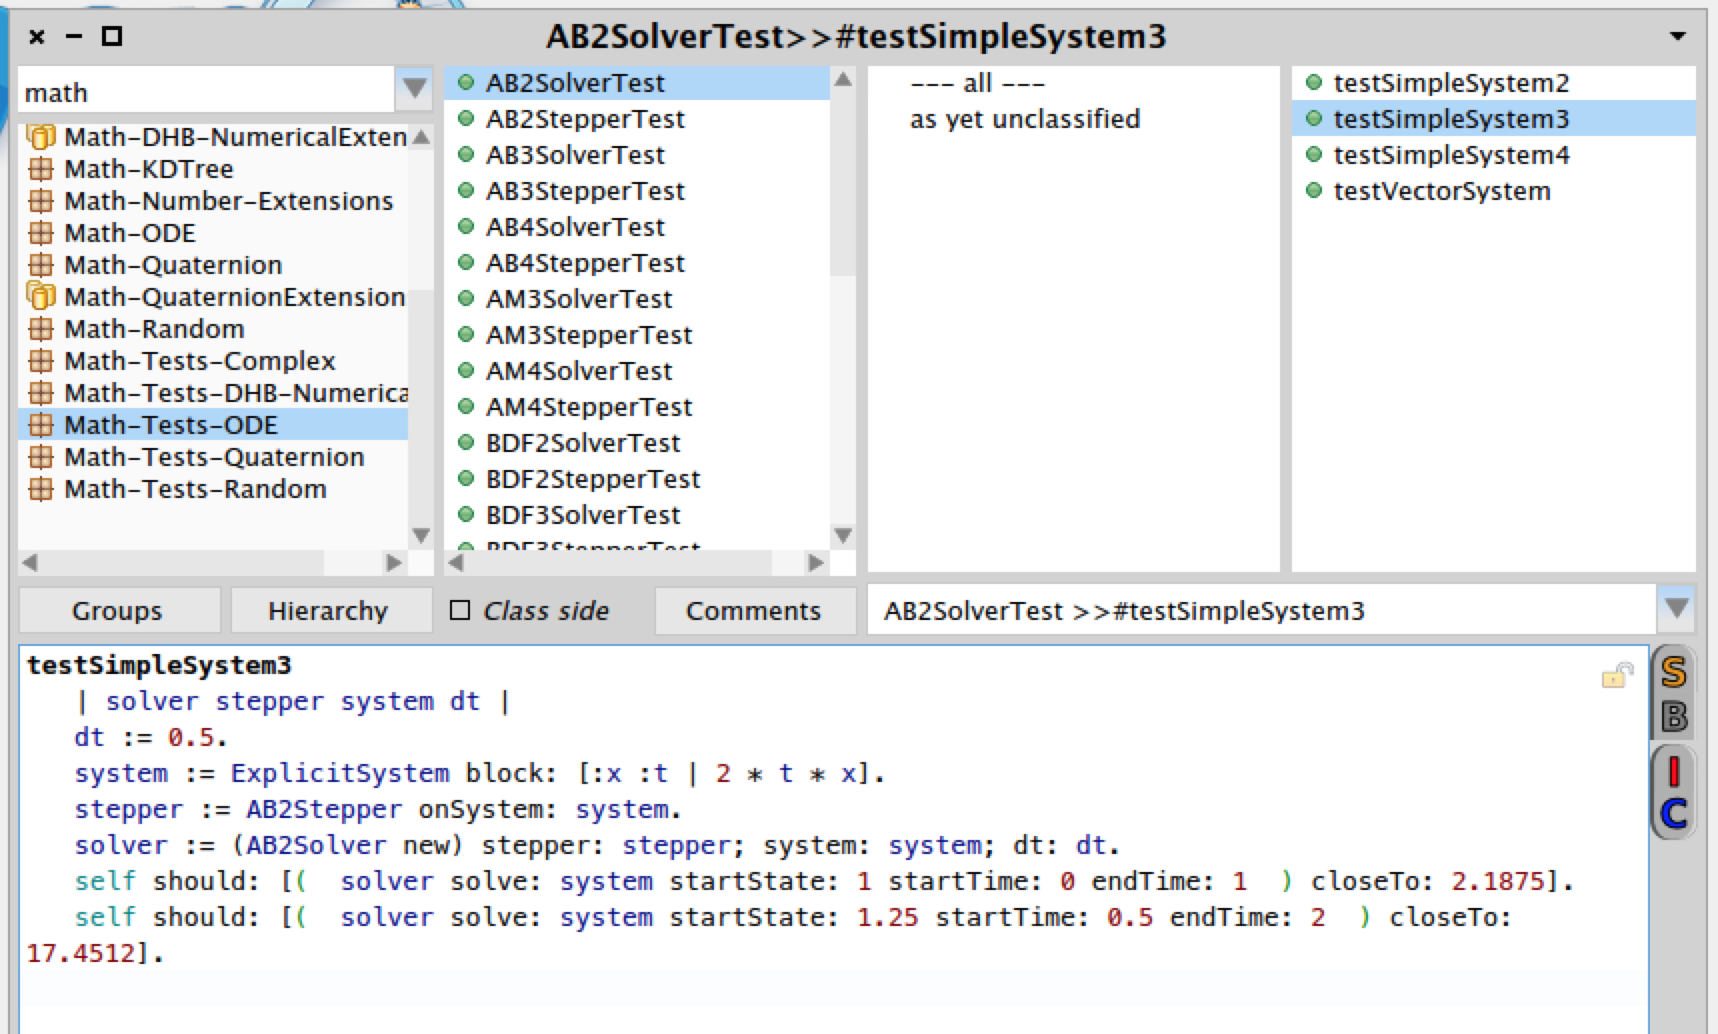 AB2SolverTest>>#testSimpleSystem3
math
Math-DHB-NumericalExten
Math-KDTree
Math-Number-Extensions
Math-ODE
Math-Quaternion
Math-QuaternionExtension
Math-Random
Math-Tests-Complex
Math-Tests-DHB-Numerica
Math-Tests-ODE
Math-Tests-Quaternion
Math-Tests-Random
AB2SolverTest
AB2StepperTest
AB3SolverTest
AB3StepperTest
AB4SolverTest
AB4StepperTest
AM3SolverTest
AM3StepperTest
AM4SolverTest
AM4StepperTest
BDF2SolverTest
BDF2StepperTest
BDF3SolverTest
BDF3StepperTest
--- all ---
as yet unclassified
testSimpleSystem2
testSimpleSystem3
testSimpleSystem4
testVectorSystem
Groups
Hierarchy
Class side
Comments
AB2SolverTest >>#testSimpleSystem3
testSimpleSystem3
| solver stepper system dt |
dt := 0.5.
system := ExplicitSystem block: [:x :t | 2 * t * x].
stepper := AB2Stepper onSystem: system.
solver := (AB2Solver new) stepper: stepper; system: system; dt: dt.
self should: [(  solver solve: system startState: 1 startTime: 0 endTime: 1  ) closeTo: 2.1875].
self should: [(  solver solve: system startState: 1.25 startTime: 0.5 endTime: 2  ) closeTo:
17.4512].
S
B
I
C